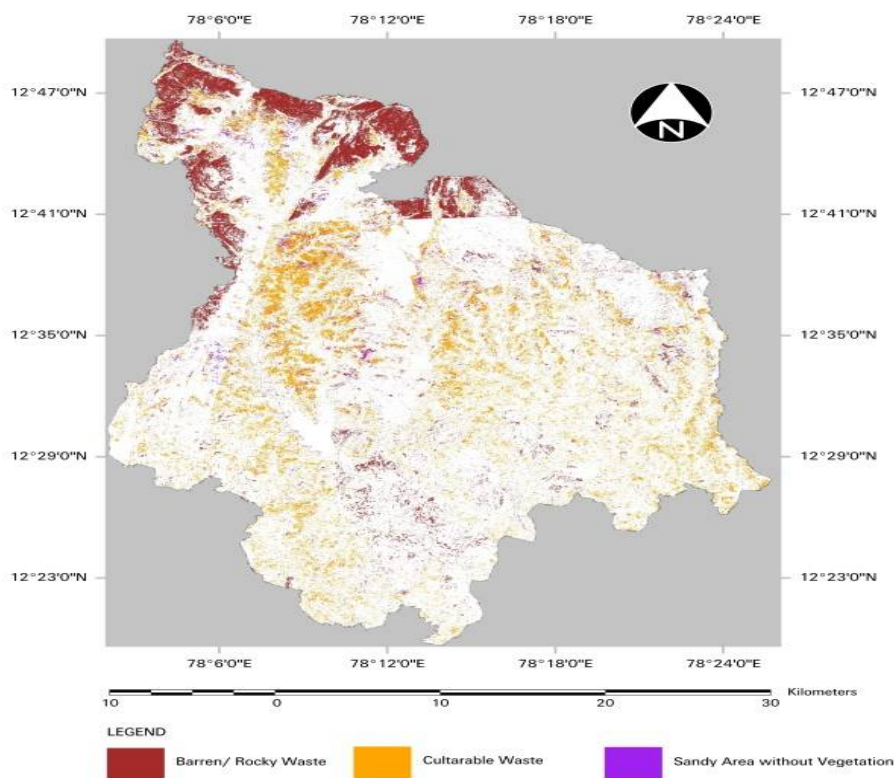 78°6'0"E 78°12'0"E 78°18'0"E 78°24'0"E
12°47'0"N 12°47'0"N
N
12°41'0"N 12°41'0"N
12°35'0"N 12°35'0"N
12°29'0"N 12°29'0"N
12°23'0"N 12°23'0"N
78°6'0"E 78°12'0"E 78°18'0"E 78°24'0"E
Kilometers
10 0 10 20 30
LEGEND
Barren/ Rocky Waste Cultarable Waste Sandy Area without Vegetation